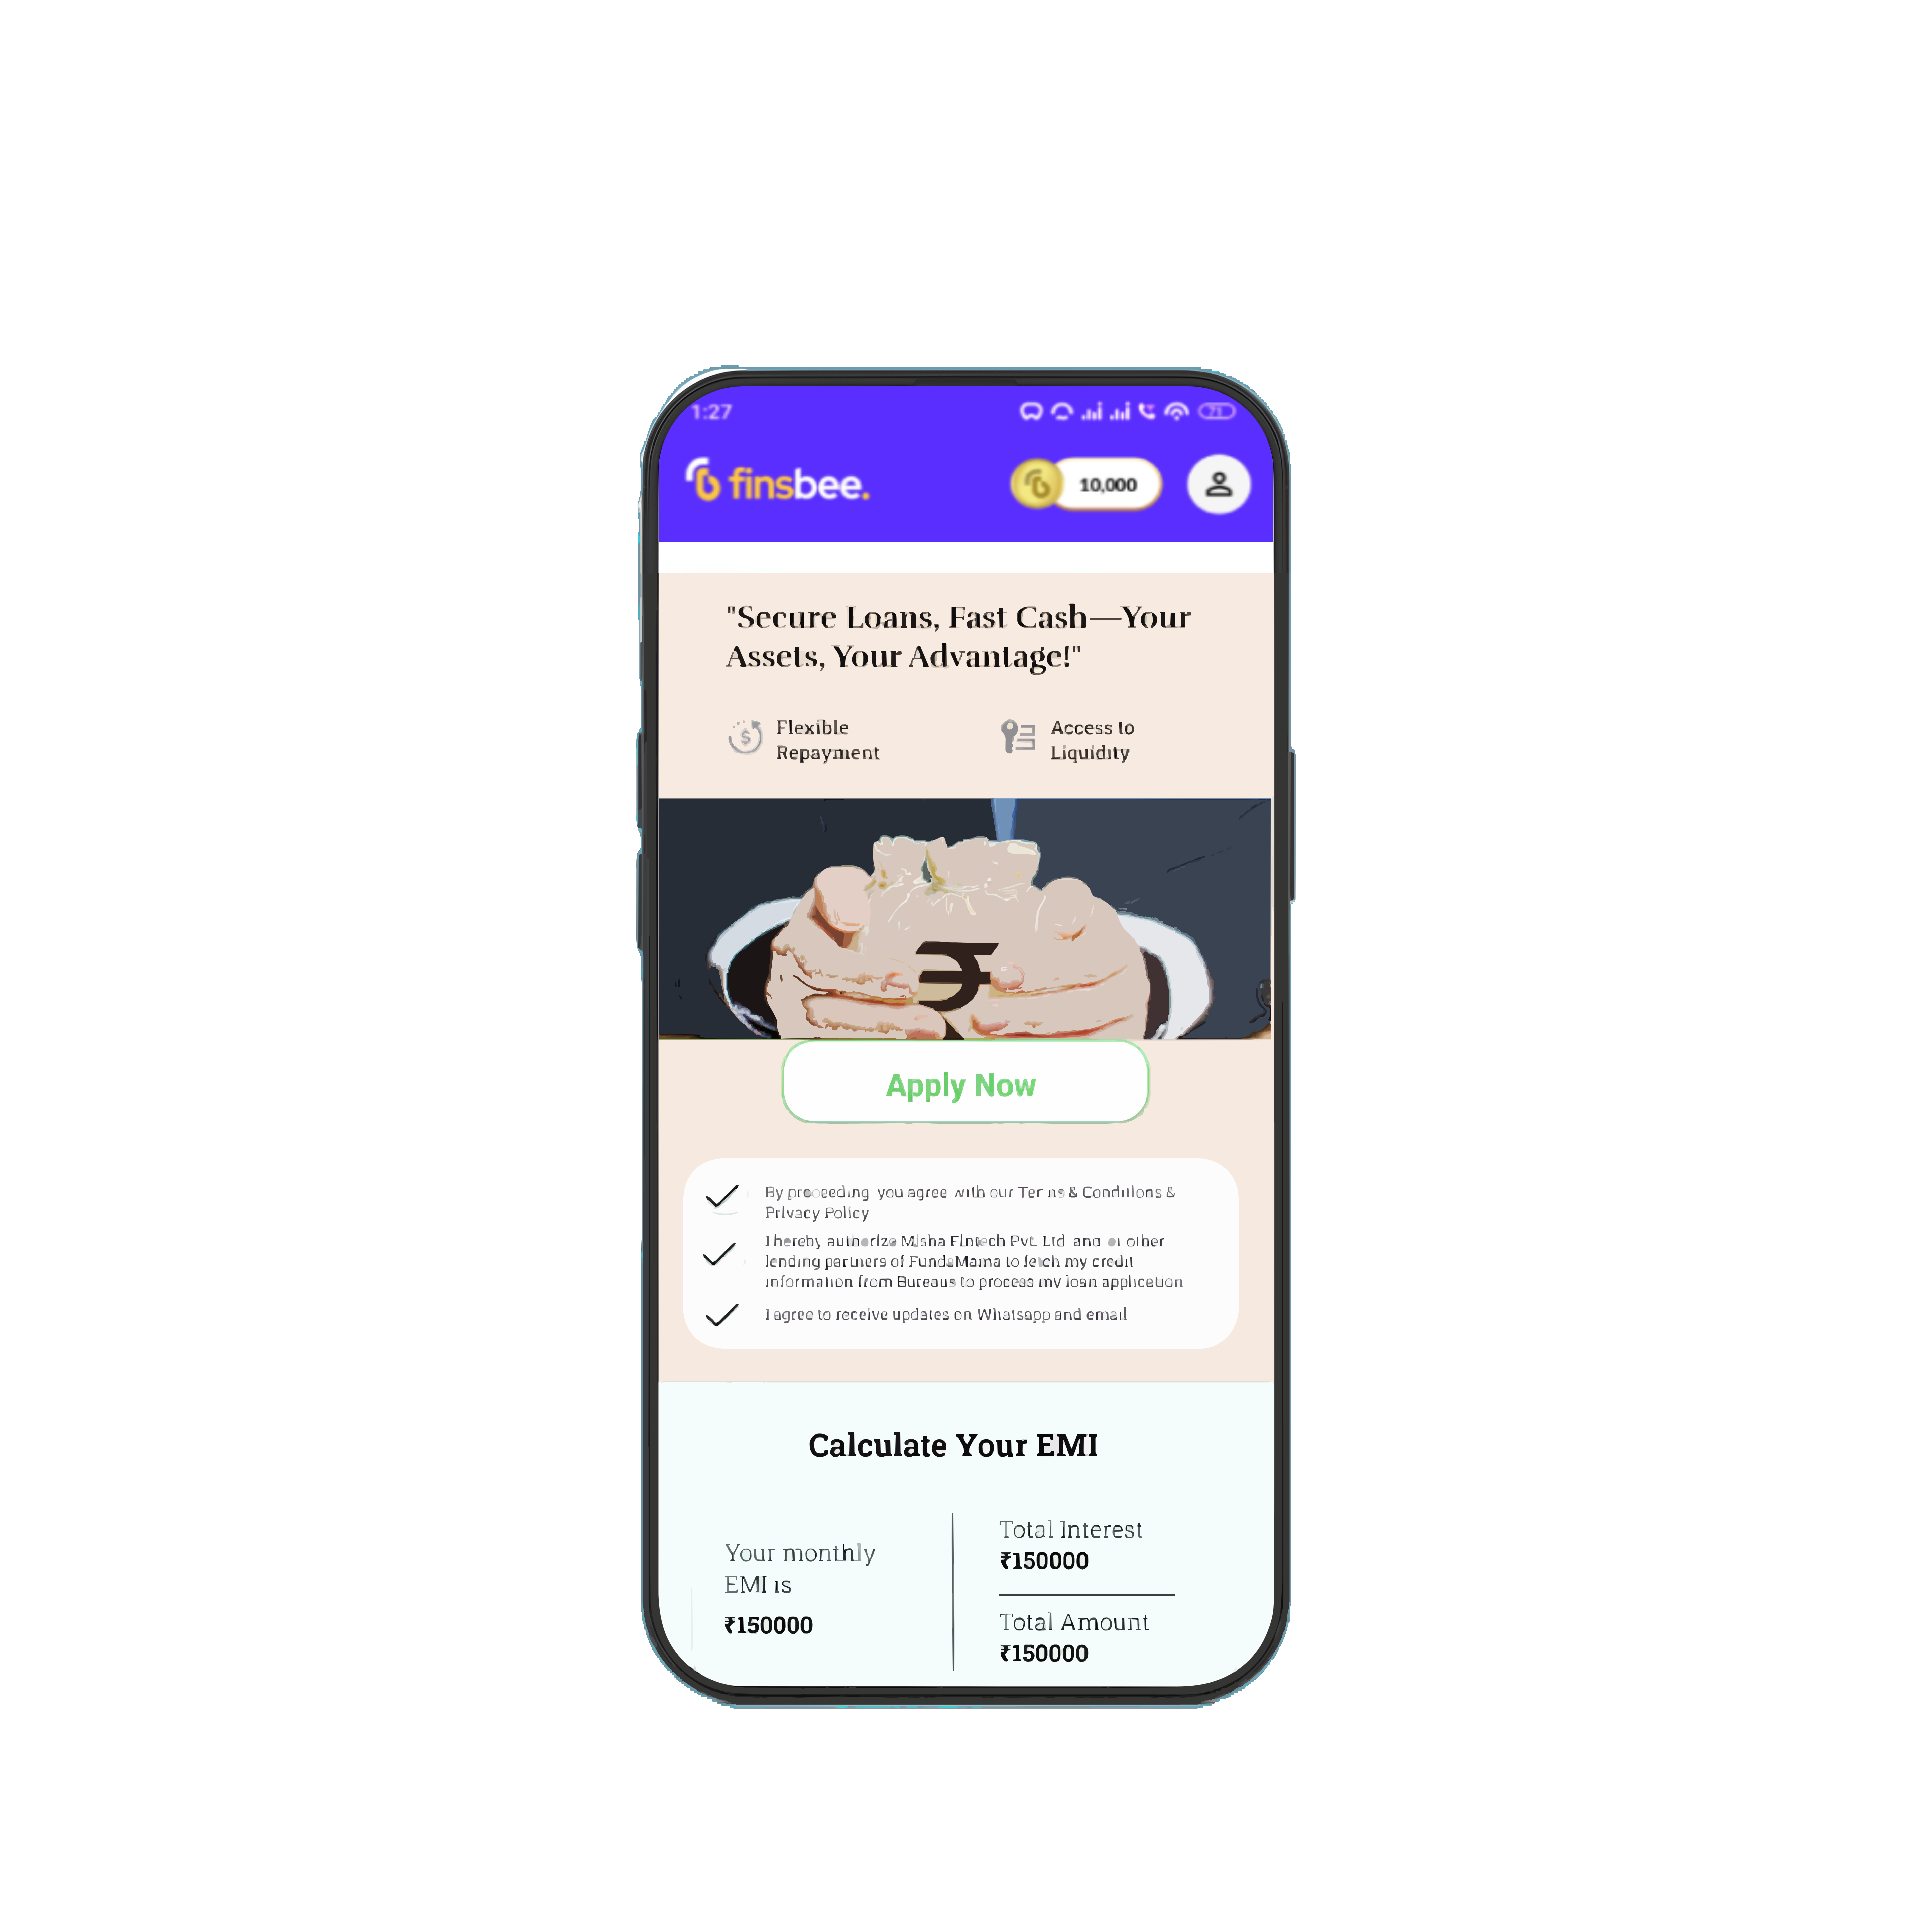 1:27
71
finsbee.
10,000
"Secure Loans, Fast Cash—Your
Assets, Your Advantage!"
Flexible
Repayment
Access to
Liquidity
₹
Apply Now
By proceeding you agree with our Terms & Conditions &
Privacy Policy
I hereby authorize Misha Fintech Pvt Ltd and or other
lending partners of FundsMama to fetch my credit
information from Bureaus to process my loan application
I agree to receive updates on Whatsapp and email
Calculate Your EMI
Your monthly
EMI is
₹150000
Total Interest
₹150000
Total Amount
₹150000